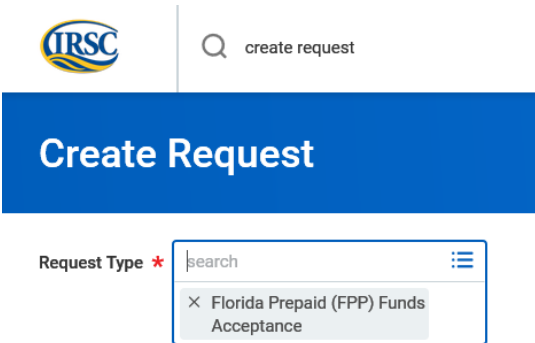 IRSC
create request
Create Request
Request Type *
search
× Florida Prepaid (FPP) Funds
Acceptance